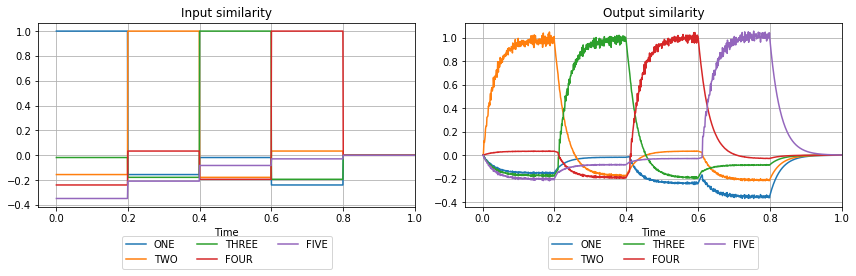 Input similarity
1.0
0.8
0.6
0.4
0.2
0.0
−0.2
−0.4
0.0 0.2 0.4 0.6 0.8 1.0
Time
ONE THREE FIVE
TWO FOUR
Output similarity
1.0
0.8
0.6
0.4
0.2
0.0
−0.2
−0.4
0.0 0.2 0.4 0.6 0.8 1.0
Time
ONE THREE FIVE
TWO FOUR